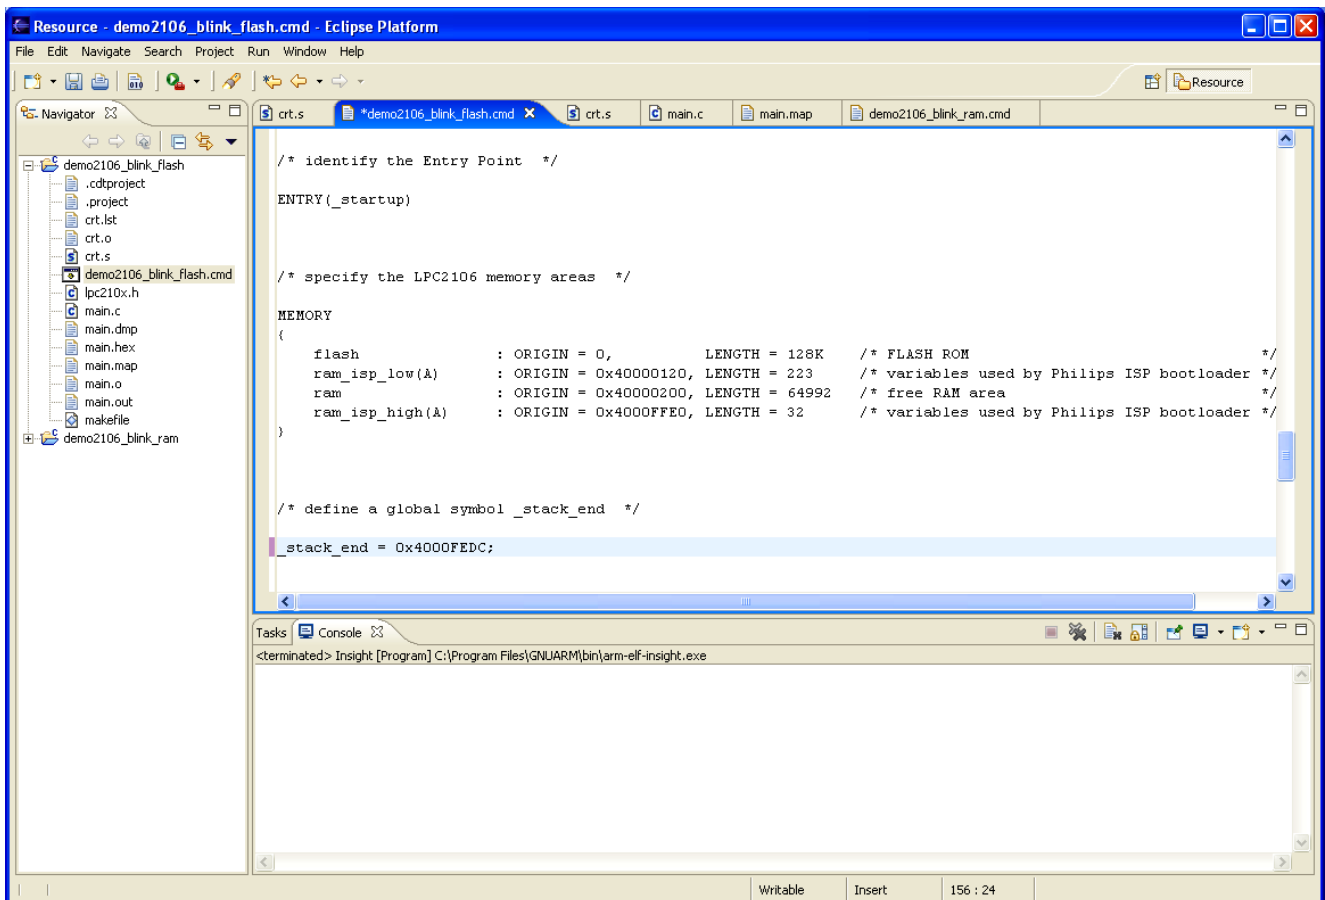 Resource - demo2106_blink_flash.cmd - Eclipse Platform
File Edit Navigate Search Project Run Window Help
Resource
Navigator
crt.s
*demo2106_blink_flash.cmd
crt.s
main.c
main.map
demo2106_blink_ram.cmd
demo2106_blink_flash
.cdtproject
.project
crt.lst
crt.o
crt.s
demo2106_blink_flash.cmd
lpc210x.h
main.c
main.dmp
main.hex
main.map
main.o
main.out
makefile
demo2106_blink_ram
/* identify the Entry Point */
ENTRY(_startup)
/* specify the LPC2106 memory areas */
MEMORY
{
flash : ORIGIN = 0, LENGTH = 128K /* FLASH ROM */
ram_isp_low(A) : ORIGIN = 0x40000120, LENGTH = 223 /* variables used by Philips ISP bootloader */
ram : ORIGIN = 0x40000200, LENGTH = 64992 /* free RAM area */
ram_isp_high(A) : ORIGIN = 0x4000FFE0, LENGTH = 32 /* variables used by Philips ISP bootloader */
}
/* define a global symbol _stack_end */
_stack_end = 0x4000FEDC;
Tasks Console
<terminated> Insight [Program] C:\Program Files\GNUARM\bin\arm-elf-insight.exe
Writable Insert 156 : 24